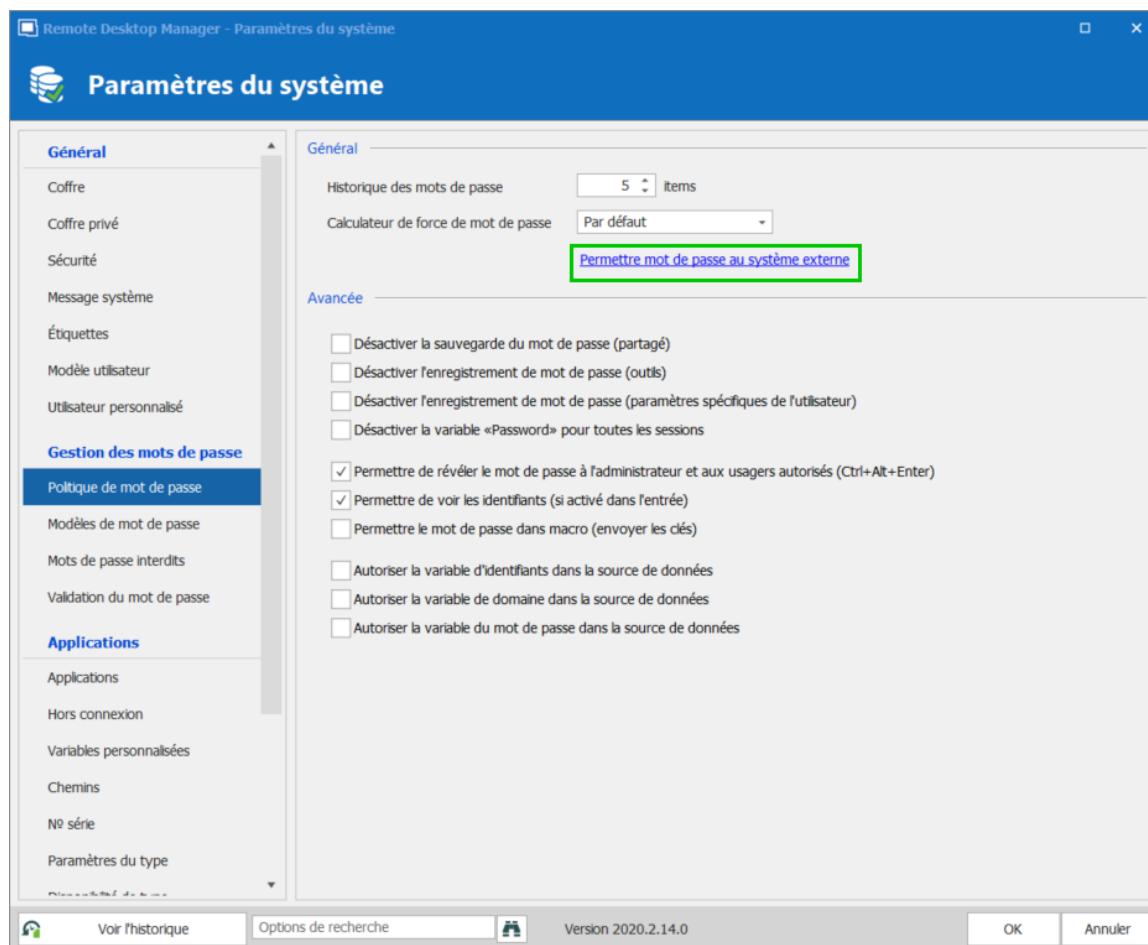 Remote Desktop Manager - Paramètres du système
Paramètres du système
Général
Coffre
Coffre privé
Sécurité
Message système
Étiquettes
Modèle utilisateur
Utilisateur personnalisé
Gestion des mots de passe
Politique de mot de passe
Modèles de mot de passe
Mots de passe interdits
Validation du mot de passe
Applications
Applications
Hors connexion
Variables personnalisées
Chemins
Nº série
Paramètres du type
Général
Historique des mots de passe 5 items
Calculateur de force de mot de passe Par défaut
Permettre mot de passe au système externe
Avancée
Désactiver la sauvegarde du mot de passe (partagé)
Désactiver l'enregistrement de mot de passe (outils)
Désactiver l'enregistrement de mot de passe (paramètres spécifiques de l'utilisateur)
Désactiver la variable «Password» pour toutes les sessions
Permettre de révéler le mot de passe à l'administrateur et aux usagers autorisés (Ctrl+Alt+Enter)
Permettre de voir les identifiants (si activé dans l'entrée)
Permettre le mot de passe dans macro (envoyer les clés)
Autoriser la variable d'identifiants dans la source de données
Autoriser la variable de domaine dans la source de données
Autoriser la variable du mot de passe dans la source de données
Voir l'historique Options de recherche Version 2020.2.14.0 OK Annuler